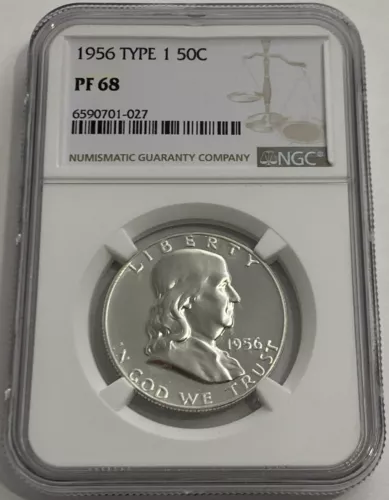 1956 TYPE 1 50C
PF 68
6590701-027
NUMISMATIC GUARANTY COMPANY NGC®
LIBERTY
1956
IN GOD WE TRUST